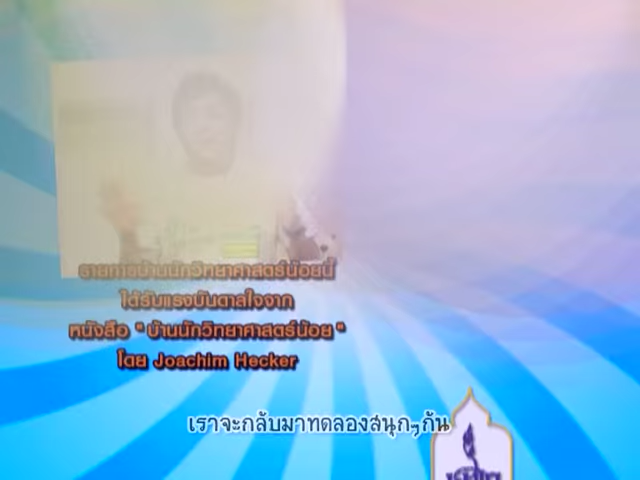 รายการบ้านนักวิทยาศาสตร์น้อยนี้
ได้รับแรงบันดาลใจจาก
หนังสือ "บ้านนักวิทยาศาสตร์น้อย"
โดย Joachim Hecker
เราจะกลับมาทดลองสนุกๆกัน